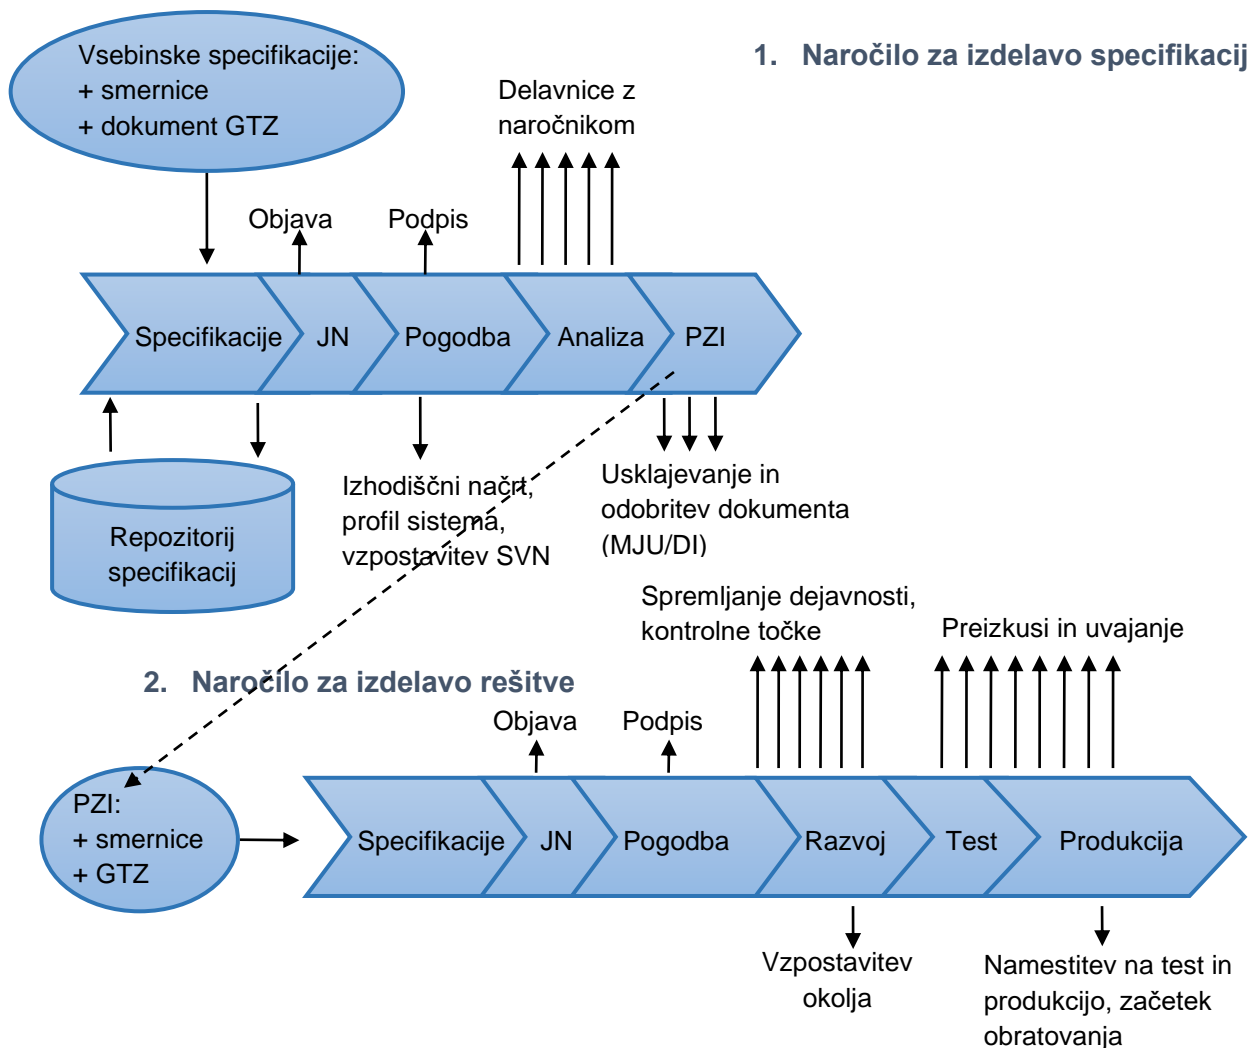 Vsebinske specifikacije:
+ smernice
+ dokument GTZ
1. Naročilo za izdelavo specifikacij
Delavnice z
naročnikom
Objava
Podpis
Specifikacije
JN
Pogodba
Analiza
PZI
Repozitorij
specifikacij
Izhodiščni načrt,
profil sistema,
vzpostavitev SVN
Usklajevanje in
odobritev dokumenta
(MJU/DI)
Spremljanje dejavnosti,
kontrolne točke
Preizkusi in uvajanje
2. Naročilo za izdelavo rešitve
Objava
Podpis
PZI:
+ smernice
+ GTZ
Specifikacije
JN
Pogodba
Razvoj
Test
Produkcija
Vzpostavitev
okolja
Namestitev na test in
produkcijo, začetek
obratovanja